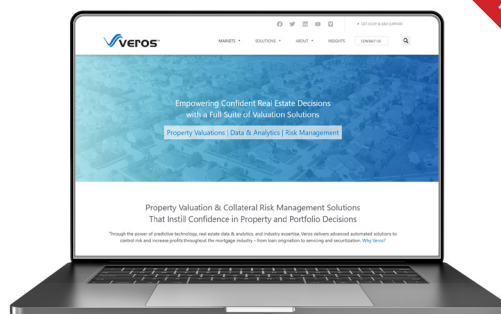 GET VOIEP & EAD SUPPORT
VEROS
MARKETS SOLUTIONS ABOUT INSIGHTS CONTACT US
Empowering Confident Real Estate Decisions
with a Full Suite of Valuation Solutions
Property Valuations | Data & Analytics | Risk Management
Property Valuation & Collateral Risk Management Solutions
That Instill Confidence in Property and Portfolio Decisions
"Through the power of predictive technology, real estate data & analytics, and industry expertise, Veros delivers advanced automated solutions to
control risk and increase profits throughout the mortgage industry – from loan origination to servicing and securitization. Why Veros?